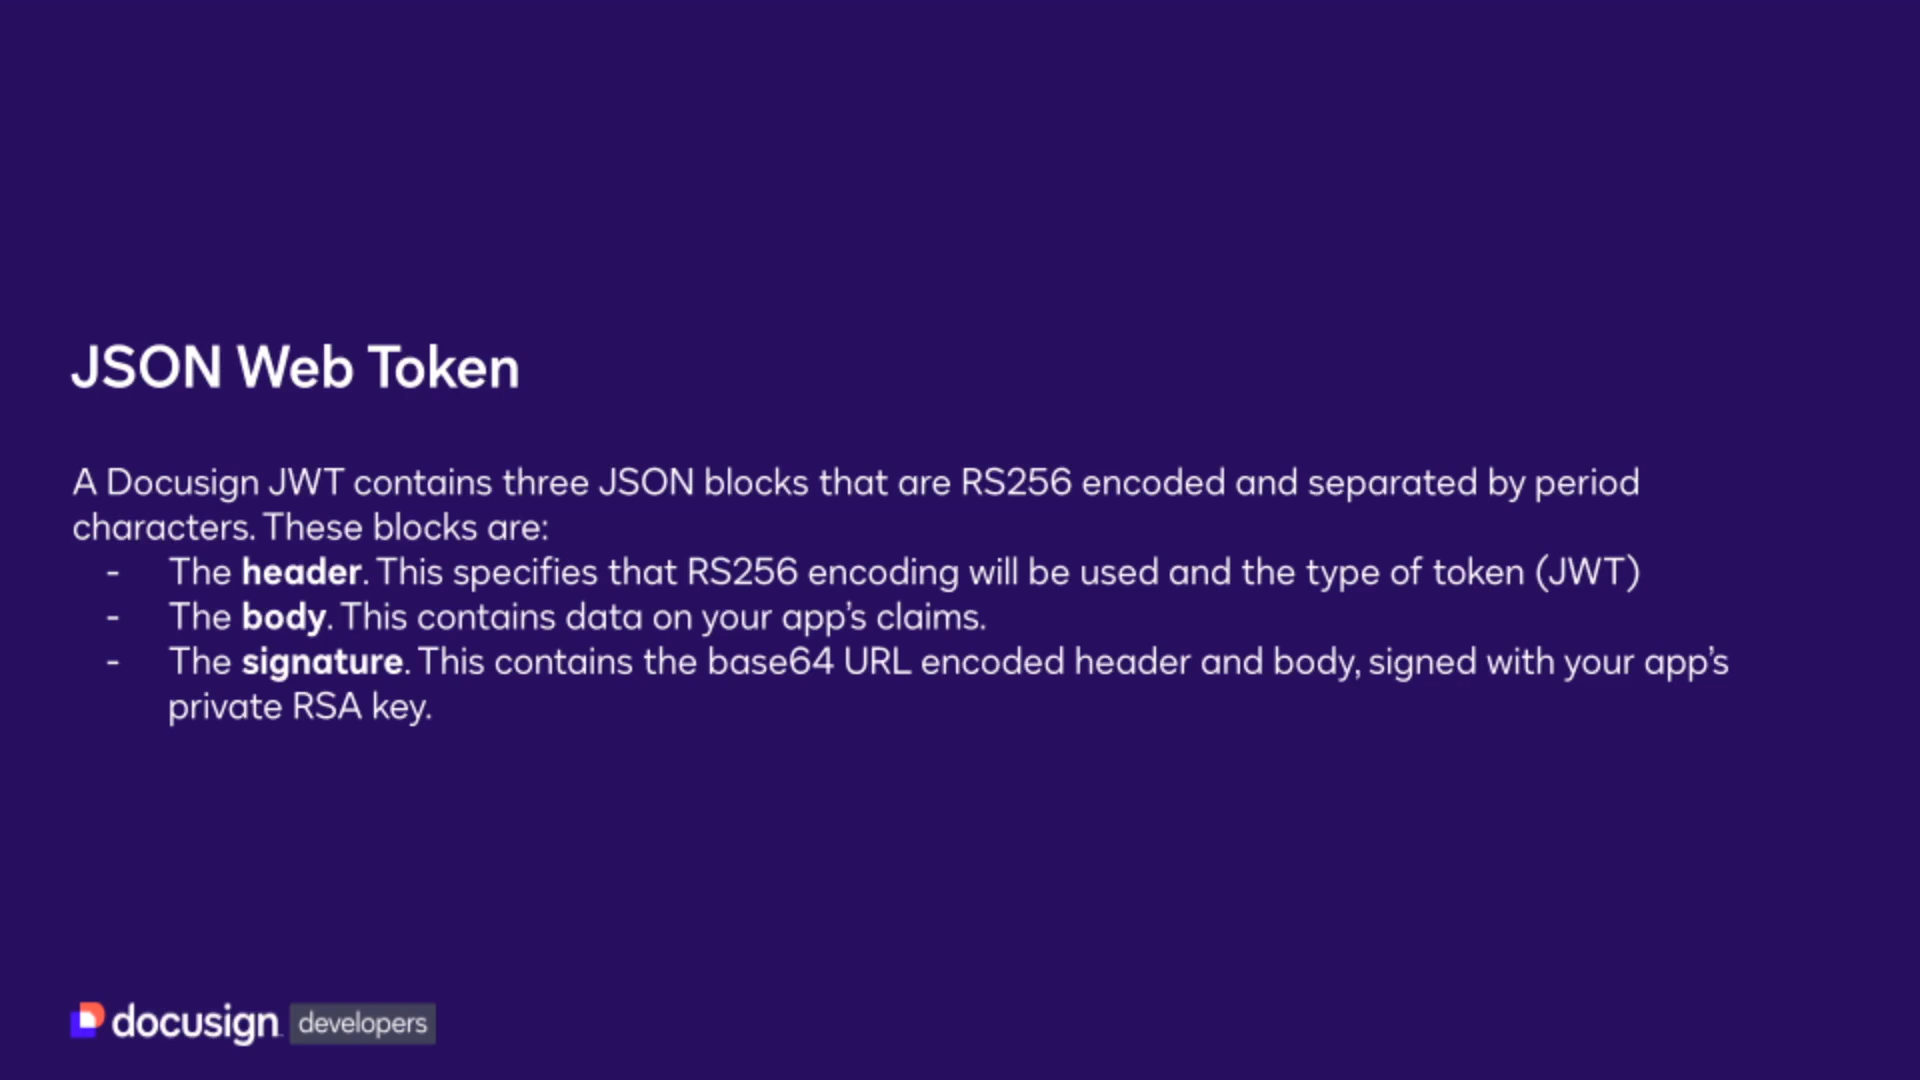 JSON Web Token
A Docusign JWT contains three JSON blocks that are RS256 encoded and separated by period
characters. These blocks are:
- The header. This specifies that RS256 encoding will be used and the type of token (JWT)
- The body. This contains data on your app's claims.
- The signature. This contains the base64 URL encoded header and body, signed with your app's
private RSA key.
docusign developers